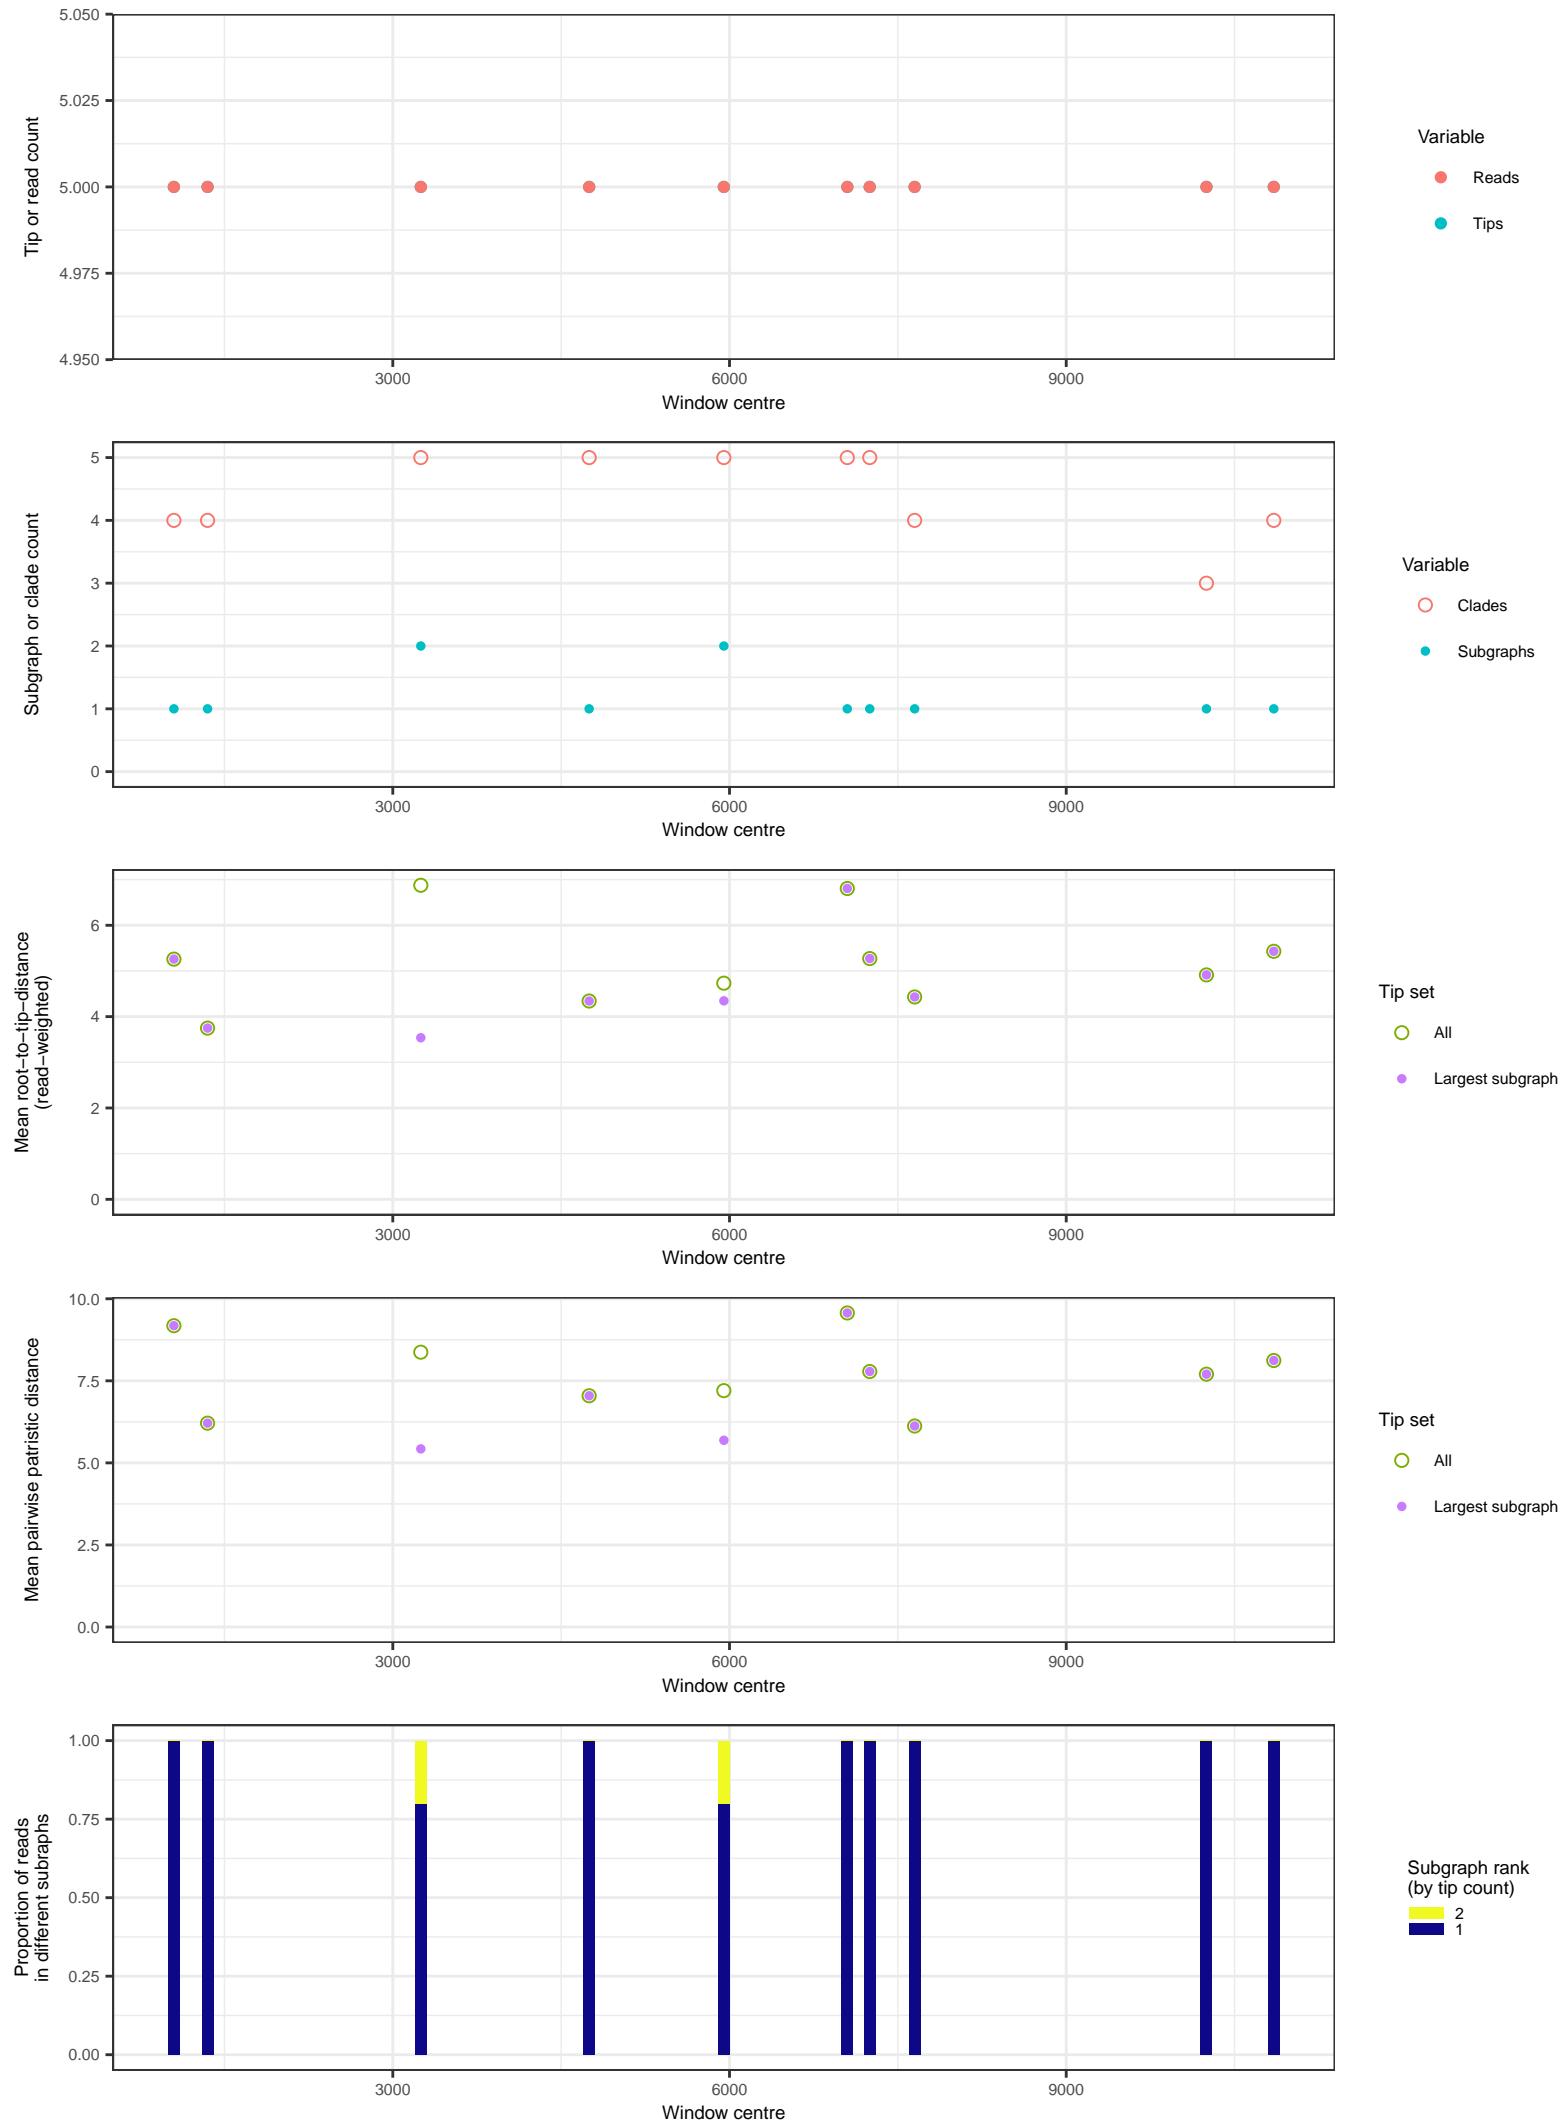 5.050
5.025
5.000
4.975
4.950
Tip or read count
3000
6000
9000
Window centre
Variable
Reads
Tips
5
4
3
2
1
0
Subgraph or clade count
3000
6000
9000
Window centre
Variable
Clades
Subgraphs
6
4
2
0
Mean root−to−tip−distance
(read−weighted)
3000
6000
9000
Window centre
Tip set
All
Largest subgraph
10.0
7.5
5.0
2.5
0.0
Mean pairwise patristic distance
3000
6000
9000
Window centre
Tip set
All
Largest subgraph
1.00
0.75
0.50
0.25
0.00
Proportion of reads
in different subraphs
3000
6000
9000
Window centre
Subgraph rank
(by tip count)
2
1